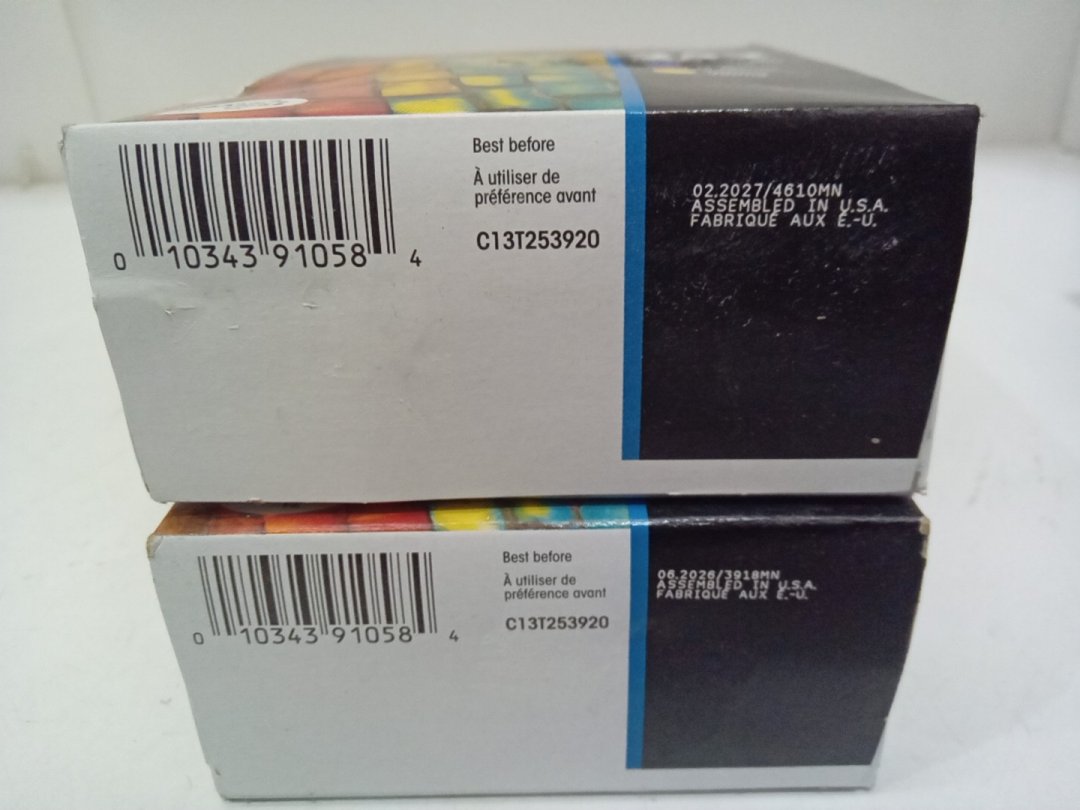 Best before
À utiliser de
préférence avant
C13T253920
0 10343 91058 4
02.2027/4610MN
ASSEMBLED IN U.S.A.
FABRIQUÉ AUX É.-U.
Best before
À utiliser de
préférence avant
C13T253920
0 10343 91058 4
06.2026/3918MN
ASSEMBLED IN U.S.A.
FABRIQUÉ AUX É.-U.